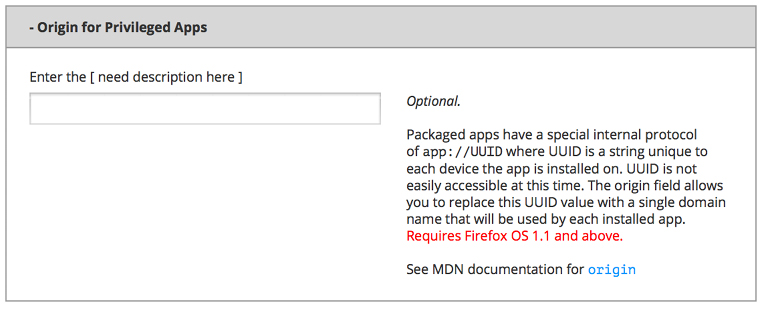 - Origin for Privileged Apps
Enter the [ need description here ]
Optional.
Packaged apps have a special internal protocol
of app://UUID where UUID is a string unique to
each device the app is installed on. UUID is not
easily accessible at this time. The origin field allows
you to replace this UUID value with a single domain
name that will be used by each installed app.
Requires Firefox OS 1.1 and above.
See MDN documentation for origin